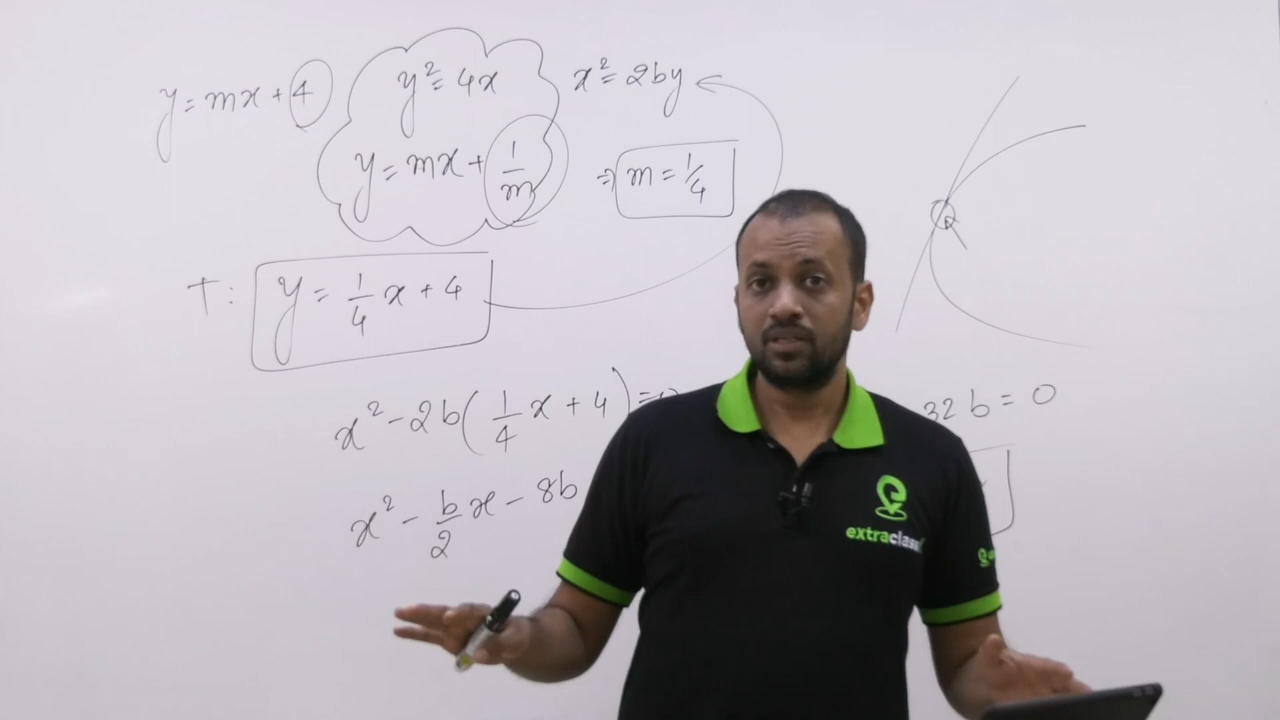 y = mx + 4
y² = 4x
y = mx + 1/m
x² = 2by
⇒ m = 1/4
T: y = 1/4 x + 4
x² - 2b(1/4 x + 4) = 0
32b = 0
x² - b/2 x - 8b
extraclass